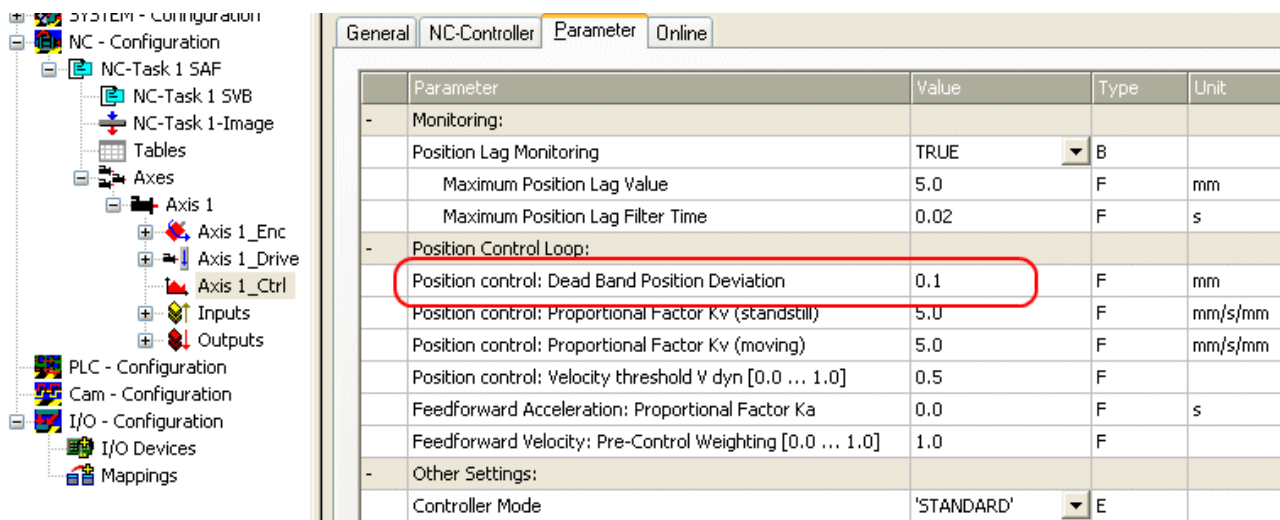 SYSTEM - Configuration
NC - Configuration
NC-Task 1 SAF
NC-Task 1 SVB
NC-Task 1-Image
Tables
Axes
Axis 1
Axis 1_Enc
Axis 1_Drive
Axis 1_Ctrl
Inputs
Outputs
PLC - Configuration
Cam - Configuration
I/O - Configuration
I/O Devices
Mappings
General NC-Controller Parameter Online
Parameter Value Type Unit
- Monitoring:
Position Lag Monitoring TRUE B
Maximum Position Lag Value 5.0 F mm
Maximum Position Lag Filter Time 0.02 F s
- Position Control Loop:
Position control: Dead Band Position Deviation 0.1 F mm
Position control: Proportional Factor Kv (standstill) 5.0 F mm/s/mm
Position control: Proportional Factor Kv (moving) 5.0 F mm/s/mm
Position control: Velocity threshold V dyn [0.0 ... 1.0] 0.5 F
Feedforward Acceleration: Proportional Factor Ka 0.0 F s
Feedforward Velocity: Pre-Control Weighting [0.0 ... 1.0] 1.0 F
- Other Settings:
Controller Mode 'STANDARD' E